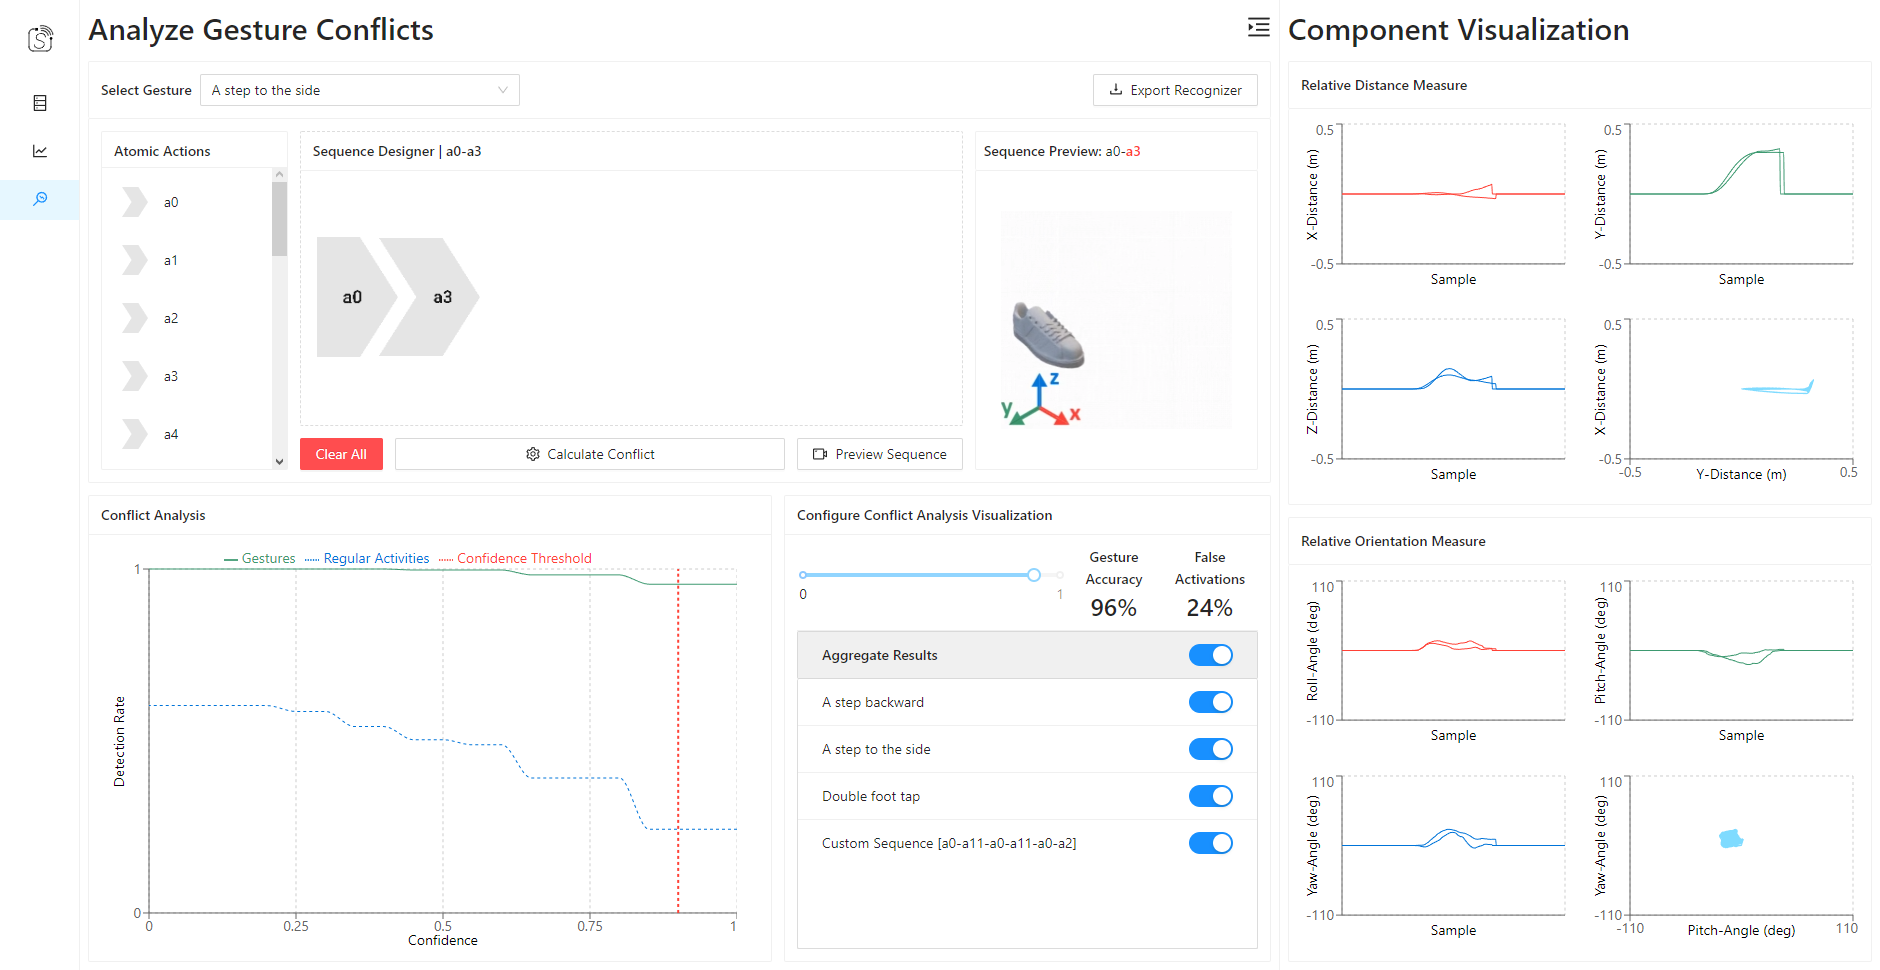 S
Analyze Gesture Conflicts
Select Gesture
A step to the side
Export Recognizer
Atomic Actions
a0
a1
a2
a3
a4
Sequence Designer | a0-a3
a0
a3
Clear All
Calculate Conflict
Preview Sequence
Sequence Preview: a0-a3
z
y
x
Conflict Analysis
Gestures
Regular Activities
Confidence Threshold
1
Detection Rate
0
0
0.25
0.5
0.75
1
Confidence
Configure Conflict Analysis Visualization
0
1
Gesture
Accuracy
96%
False
Activations
24%
Aggregate Results
A step backward
A step to the side
Double foot tap
Custom Sequence [a0-a11-a0-a11-a0-a2]
Component Visualization
Relative Distance Measure
0.5
X-Distance (m)
-0.5
Sample
0.5
Y-Distance (m)
-0.5
Sample
0.5
Z-Distance (m)
-0.5
Sample
0.5
X-Distance (m)
-0.5
-0.5
0.5
Y-Distance (m)
Relative Orientation Measure
110
Roll-Angle (deg)
-110
Sample
110
Pitch-Angle (deg)
-110
Sample
110
Yaw-Angle (deg)
-110
Sample
110
Yaw-Angle (deg)
-110
-110
110
Pitch-Angle (deg)